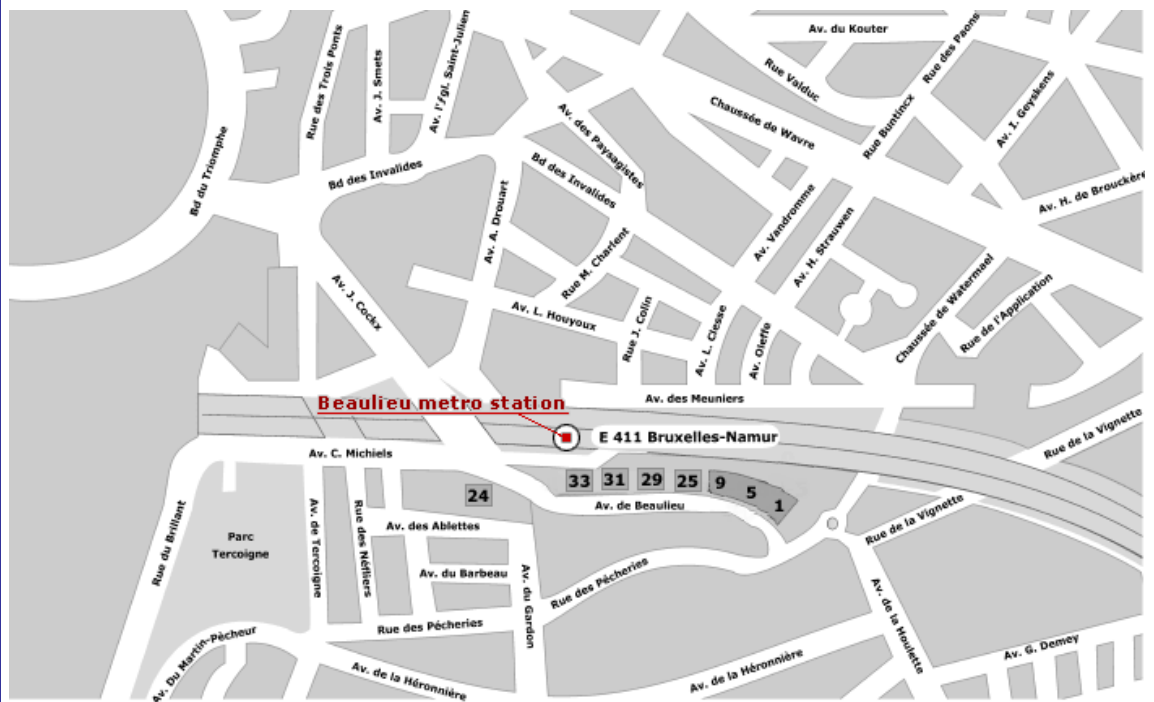 Av. du Kouter
Rue des Paons
Rue Valduc
Rue des Trois Ponts
Av. J. Smets
Av. l'ƒgl. Saint-Julien
Chaussée de Wavre
Rue Buntincx
Av. I. Geyskens
Av. des Paysagistes
Bd du Triomphe
Bd des Invalides
Bd des Invalides
Av. H. de Brouckère
Av. A. Drouart
Av. Vandromme
Av. H. Strauwen
Rue M. Charlent
Av. J. Cockx
Av. L. Houyoux
Rue J. Colin
Av. L. Clesse
Av. Oleffe
Chaussée de Watermael
Rue de l'Application
Beaulieu metro station
Av. des Meuniers
E 411 Bruxelles-Namur
Rue de la Vignette
Av. C. Michiels
24
33
31
29
25
9
5
1
Av. de Beaulieu
Rue de la Vignette
Rue du Brillant
Parc
Tercoigne
Av. de Tercoigne
Rue des Néfliers
Av. des Ablettes
Av. du Barbeau
Av. du Gardon
Rue des Pêcheries
Rue des Pêcheries
Av. de la Houlette
Av. Du Martin-Pêcheur
Av. de la Héronnière
Av. de la Héronnière
Av. G. Demey